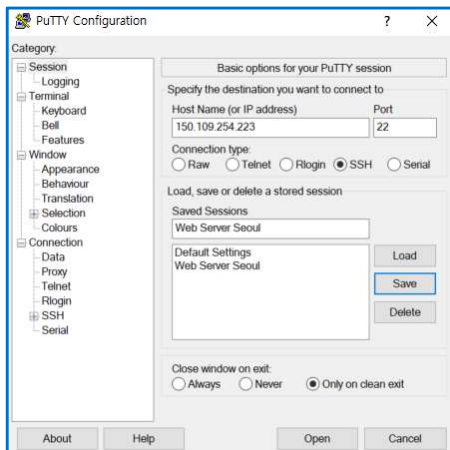 PuTTY Configuration
? ×
Category:
Session
Logging
Terminal
Keyboard
Bell
Features
Window
Appearance
Behaviour
Translation
Selection
Colours
Connection
Data
Proxy
Telnet
Rlogin
SSH
Serial
Basic options for your PuTTY session
Specify the destination you want to connect to
Host Name (or IP address) Port
150.109.254.223 22
Connection type:
Raw Telnet Rlogin SSH Serial
Load, save or delete a stored session
Saved Sessions
Web Server Seoul
Default Settings
Web Server Seoul
Load
Save
Delete
Close window on exit:
Always Never Only on clean exit
About Help Open Cancel